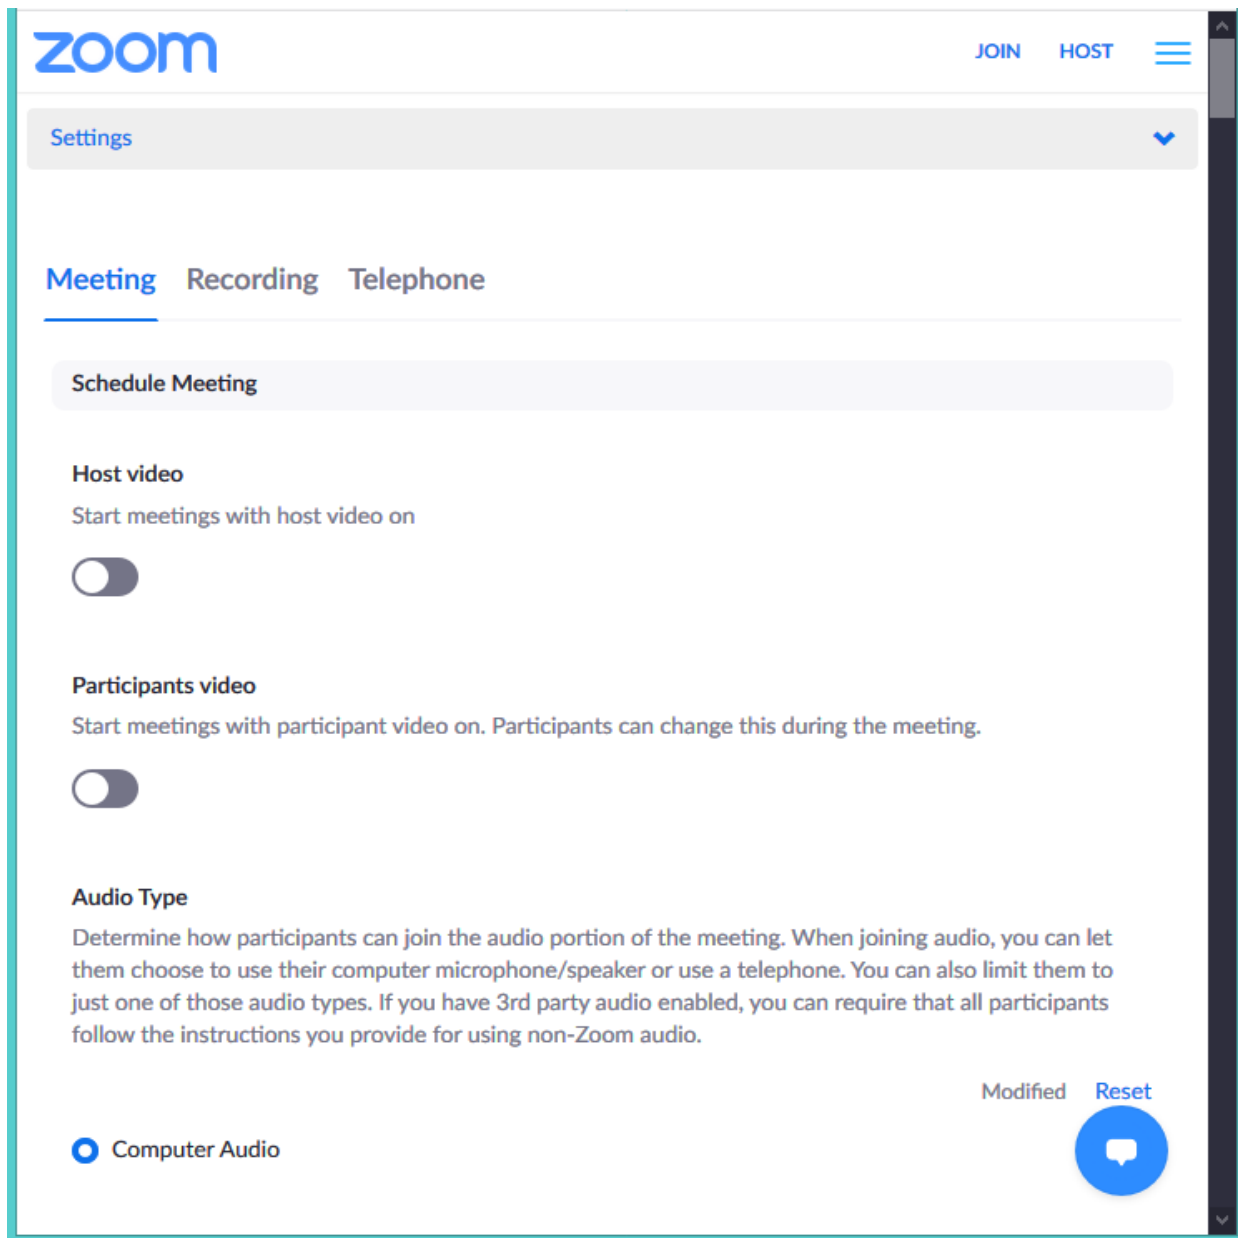 zoom
JOIN HOST
Settings
Meeting Recording Telephone
Schedule Meeting
Host video
Start meetings with host video on
Participants video
Start meetings with participant video on. Participants can change this during the meeting.
Audio Type
Determine how participants can join the audio portion of the meeting. When joining audio, you can let
them choose to use their computer microphone/speaker or use a telephone. You can also limit them to
just one of those audio types. If you have 3rd party audio enabled, you can require that all participants
follow the instructions you provide for using non-Zoom audio.
Modified Reset
Computer Audio